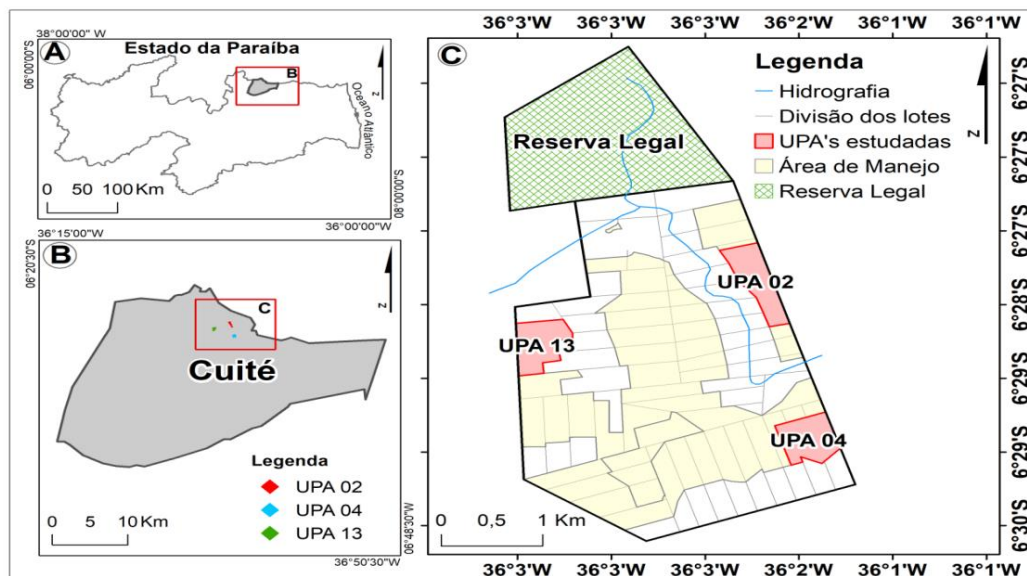 A
38°00'00" W
Estado da Paraíba
06°00'00"S
B
N
Oceano Atlântico
0 50 100 Km
08°00'00"S
36°00'00"W
B
36°15'00"W
06°20'30"S
C
N
Cuité
Legenda
UPA 02
UPA 04
UPA 13
0 5 10 Km
06°48'30"W
36°50'30"W
C
36°3'W 36°3'W 36°2'W 36°1'W 36°1'W
Legenda
Hidrografia
Divisão dos lotes
UPA's estudadas
Área de Manejo
Reserva Legal
N
Reserva Legal
UPA 02
UPA 13
UPA 04
0 0,5 1 Km
6°27'S
6°27'S
6°27'S
6°28'S
6°29'S
6°29'S
6°30'S
36°3'W 36°3'W 36°2'W 36°2'W 36°1'W